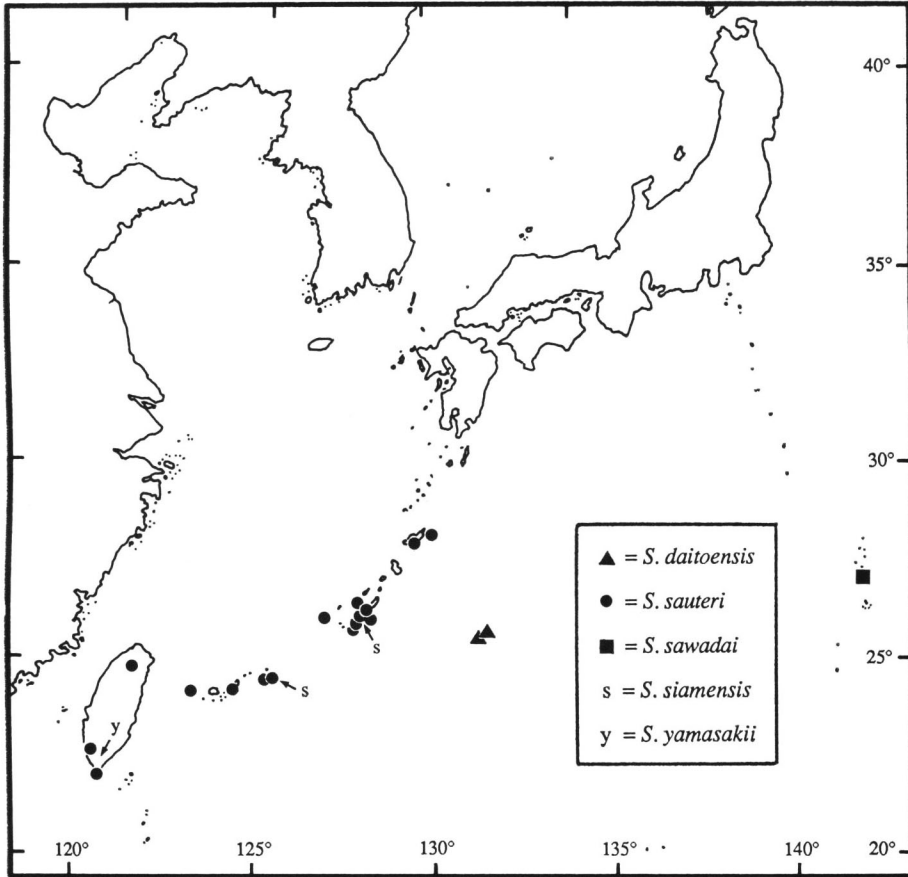 40°
35°
30°
▲ = S. daitoensis
● = S. sauteri
■ = S. sawadai
s = S. siamensis
y = S. yamasakii
s
25°
s
y
120°
125°
130°
135°
140°
20°